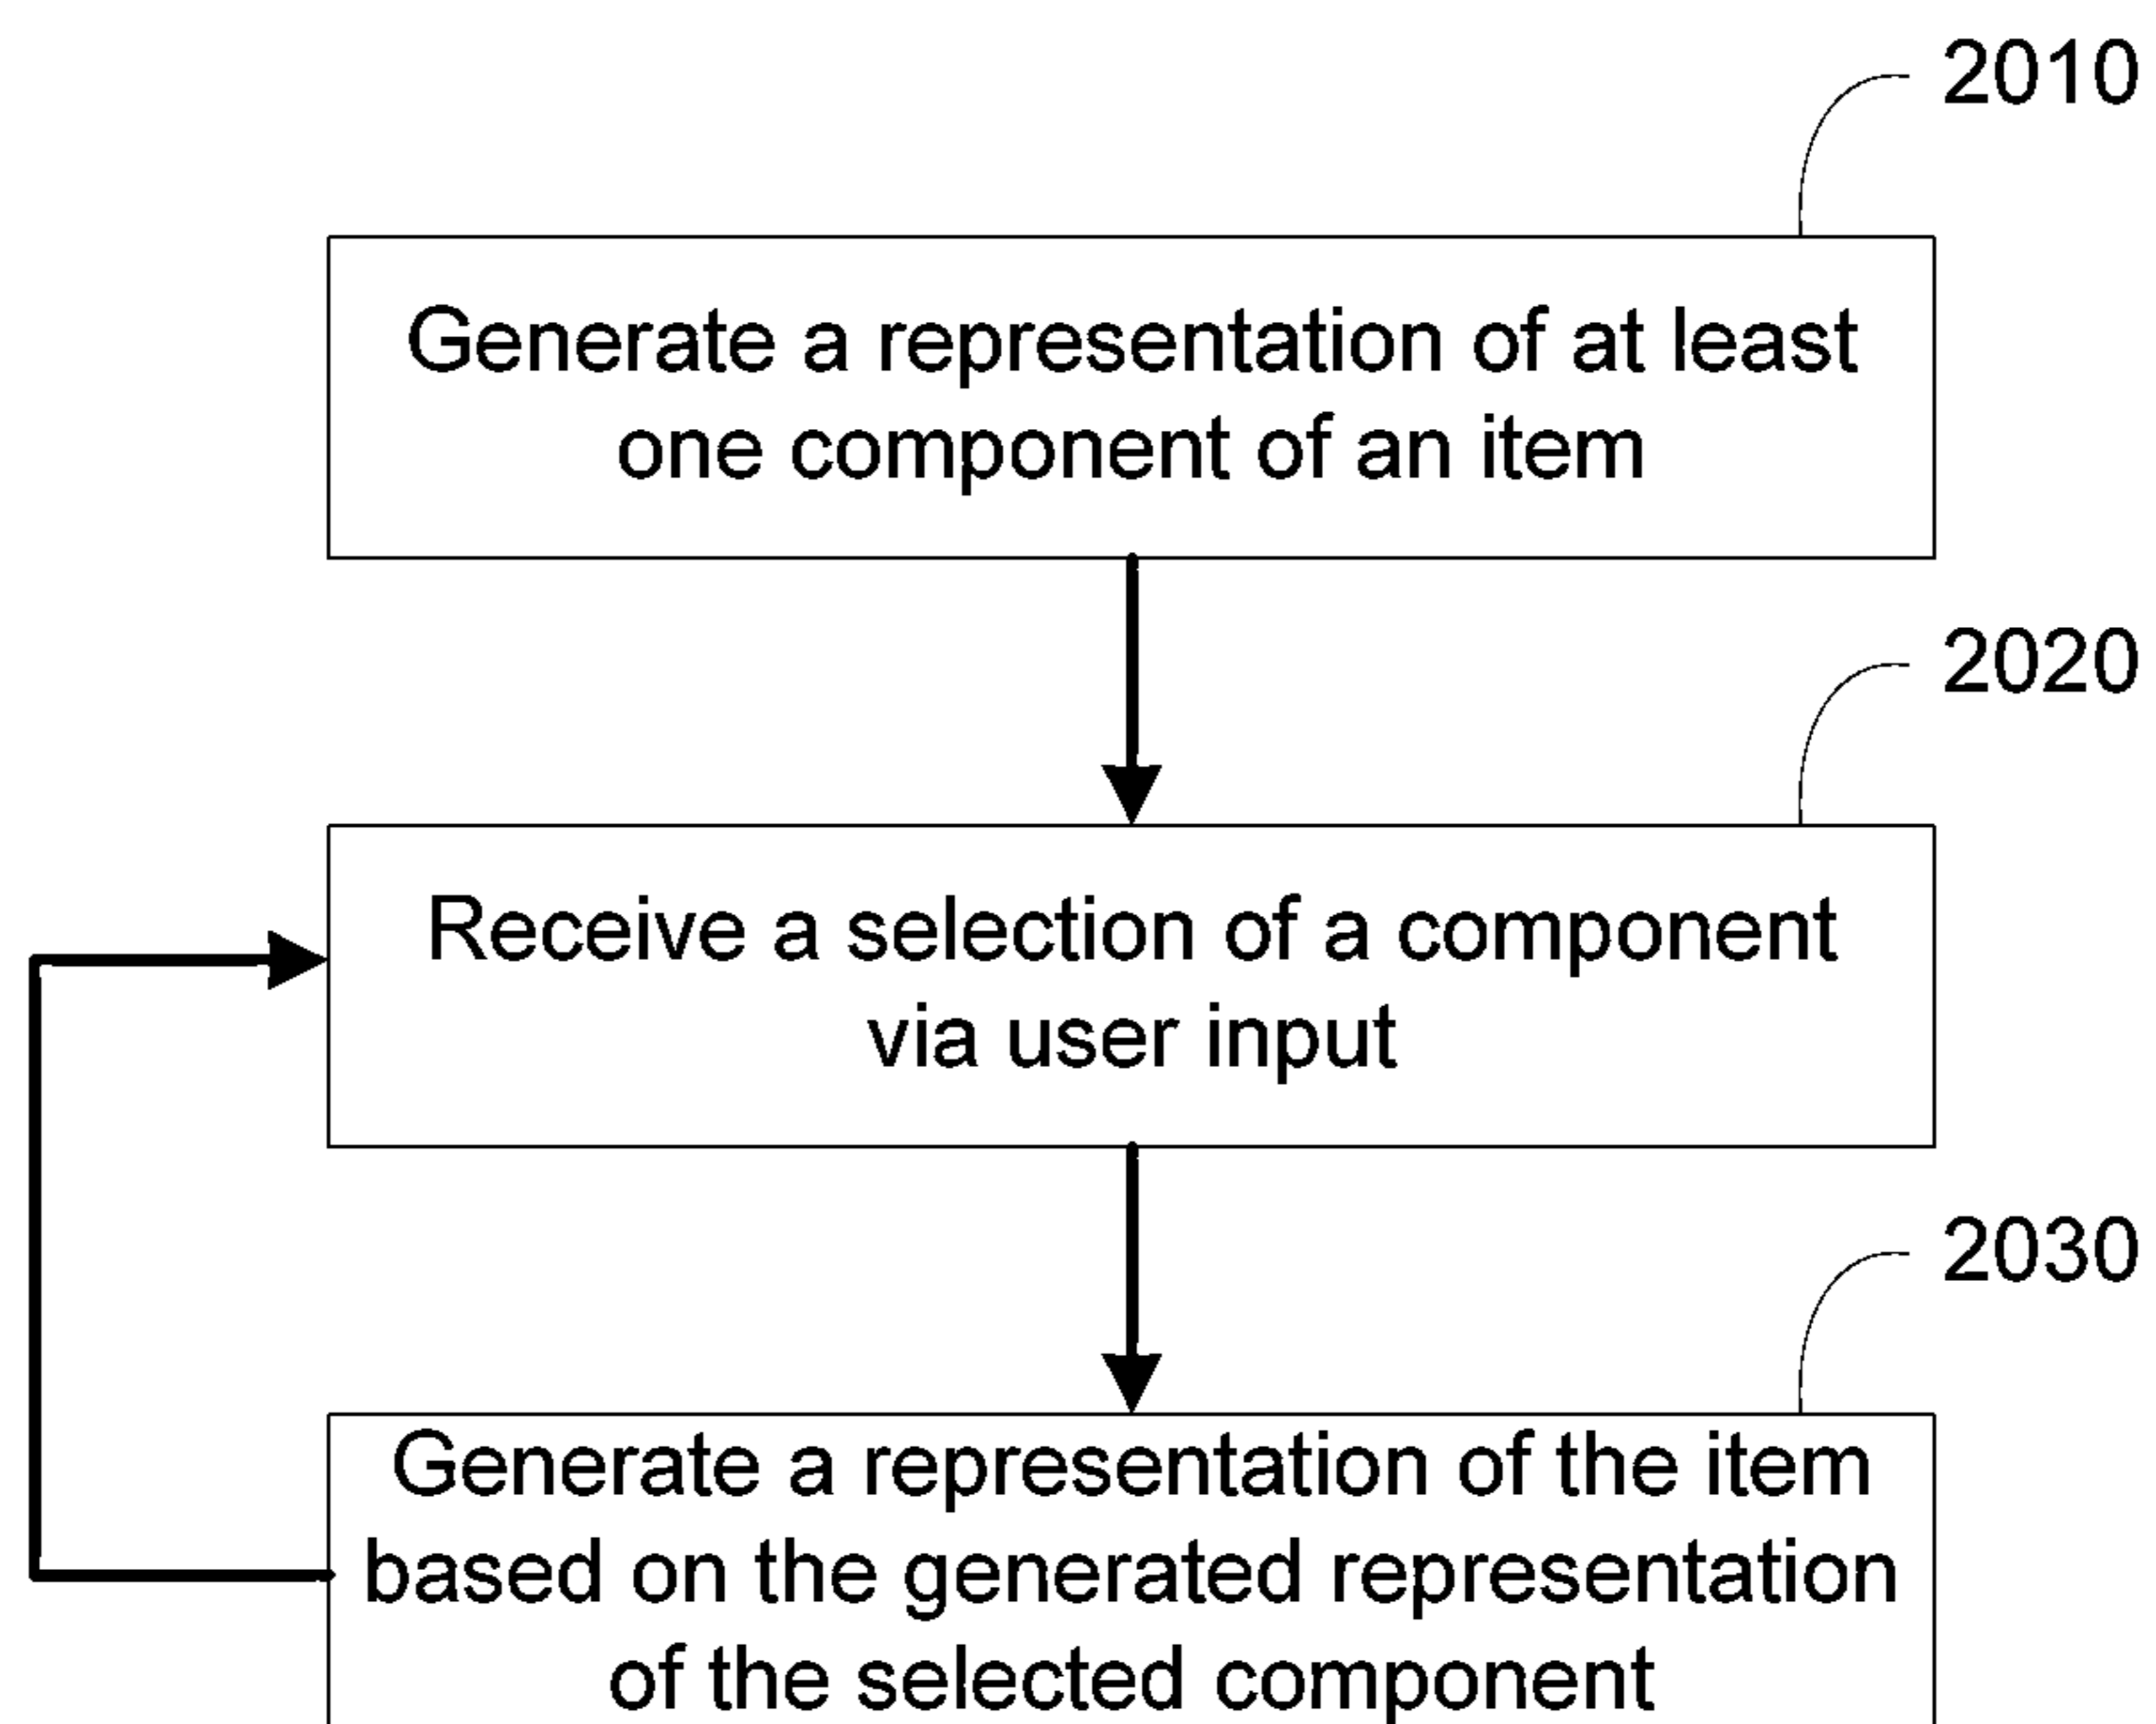 2010
Generate a representation of at least
one component of an item
2020
Receive a selection of a component
via user input
2030
Generate a representation of the item
based on the generated representation
of the selected component